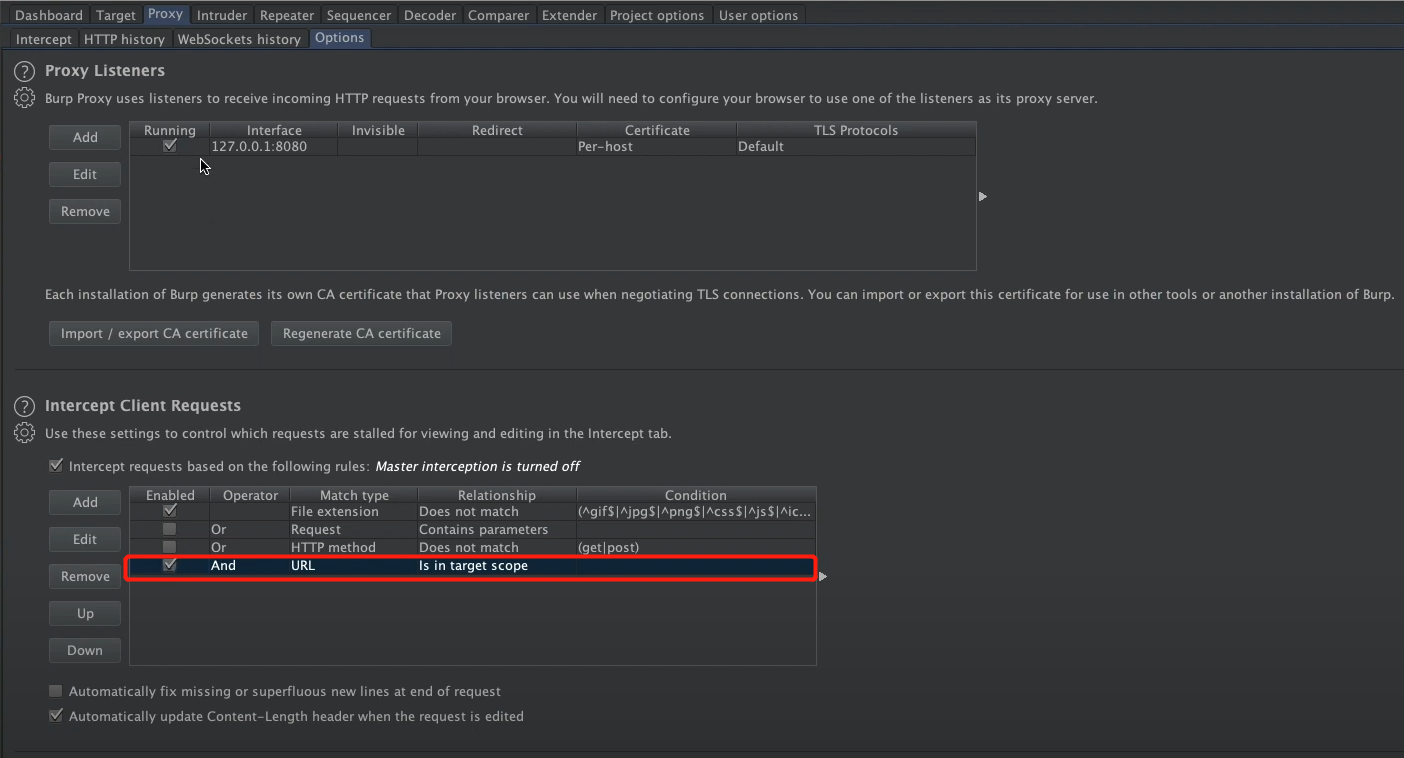 Dashboard Target Proxy Intruder Repeater Sequencer Decoder Comparer Extender Project options User options
Intercept HTTP history WebSockets history Options
? Proxy Listeners
Burp Proxy uses listeners to receive incoming HTTP requests from your browser. You will need to configure your browser to use one of the listeners as its proxy server.
Add Running Interface Invisible Redirect Certificate TLS Protocols
127.0.0.1:8080 Per-host Default
Edit
Remove
Each installation of Burp generates its own CA certificate that Proxy listeners can use when negotiating TLS connections. You can import or export this certificate for use in other tools or another installation of Burp.
Import / export CA certificate Regenerate CA certificate
? Intercept Client Requests
Use these settings to control which requests are stalled for viewing and editing in the Intercept tab.
Intercept requests based on the following rules: Master interception is turned off
Add Enabled Operator Match type Relationship Condition
File extension Does not match (^gif$|^jpg$|^png$|^css$|^js$|^ic...
Or Request Contains parameters
Edit Or HTTP method Does not match (get|post)
And URL Is in target scope
Remove
Up
Down
Automatically fix missing or superfluous new lines at end of request
Automatically update Content-Length header when the request is edited